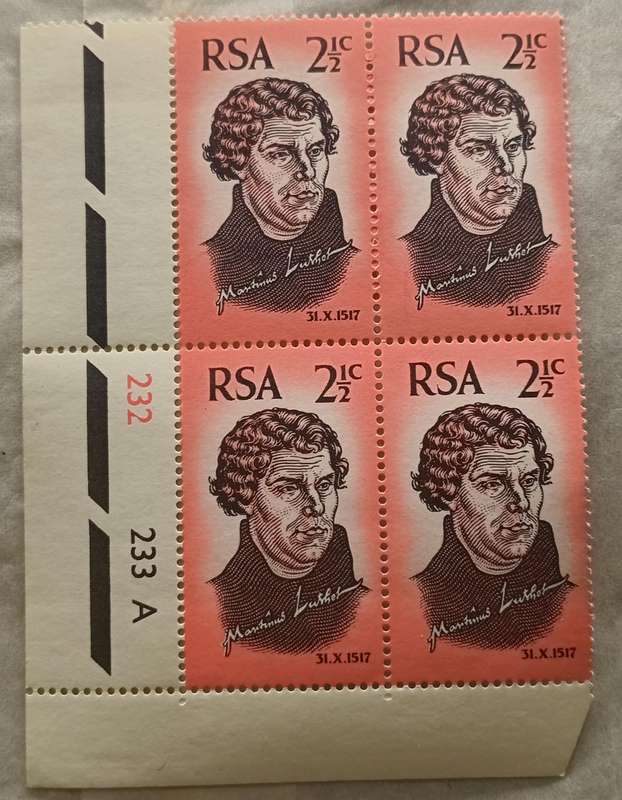 RSA 2½c
Martinus Luther
31.X.1517
RSA 2½c
Martinus Luther
31.X.1517
232
233 A
RSA 2½c
Martinus Luther
31.X.1517
RSA 2½c
Martinus Luther
31.X.1517